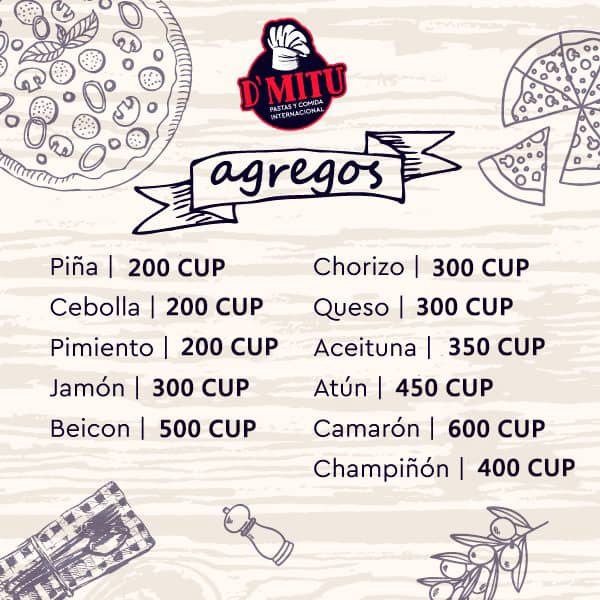 D'MITU
PASTAS Y COMIDA
INTERNACIONAL
agregos
Piña | 200 CUP
Cebolla | 200 CUP
Pimiento | 200 CUP
Jamón | 300 CUP
Beicon | 500 CUP
Chorizo | 300 CUP
Queso | 300 CUP
Aceituna | 350 CUP
Atún | 450 CUP
Camarón | 600 CUP
Champiñón | 400 CUP